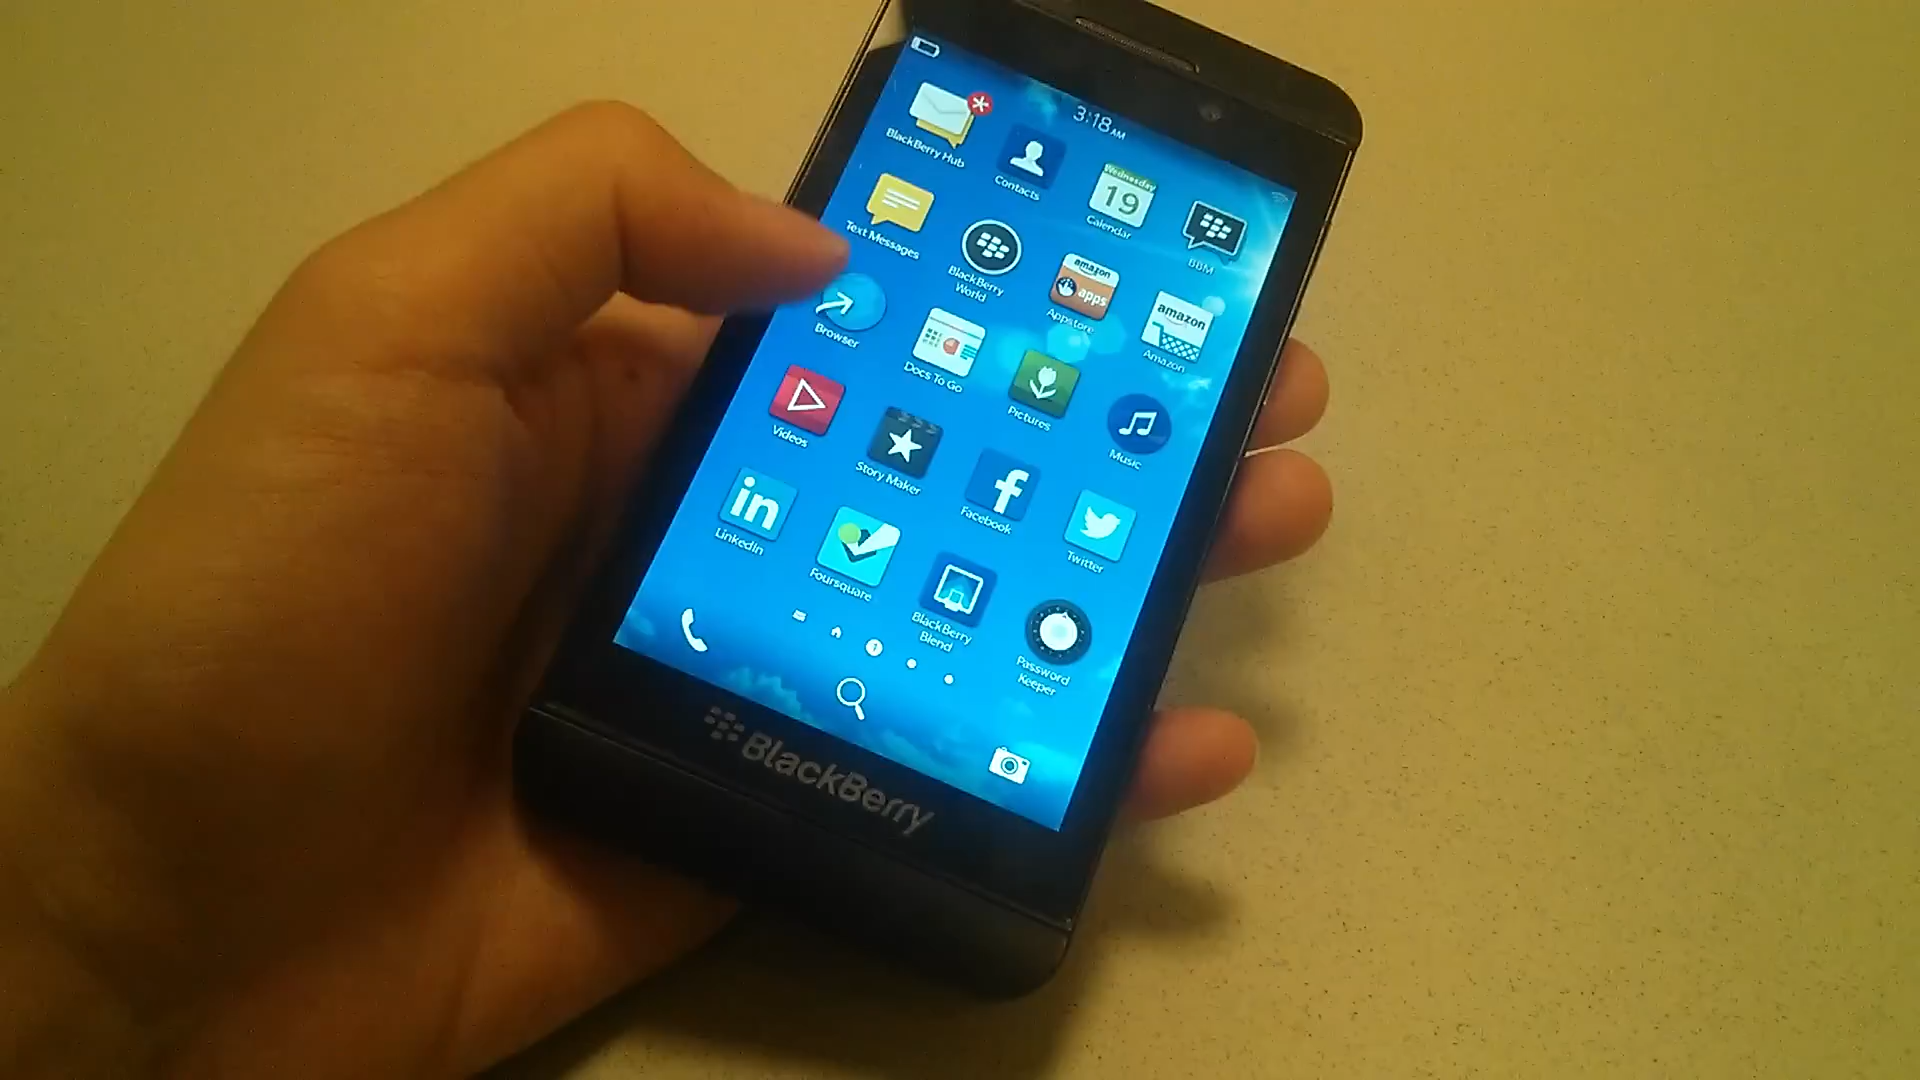 3:18 AM
BlackBerry Hub
Contacts
Wednesday
19
Calendar
BBM
Text Messages
BlackBerry
World
amazon
apps
Appstore
amazon
Amazon
Browser
Docs To Go
Pictures
Music
Videos
Story Maker
f
Facebook
Twitter
in
LinkedIn
Foursquare
BlackBerry
Blend
Password
Keeper
1
BlackBerry